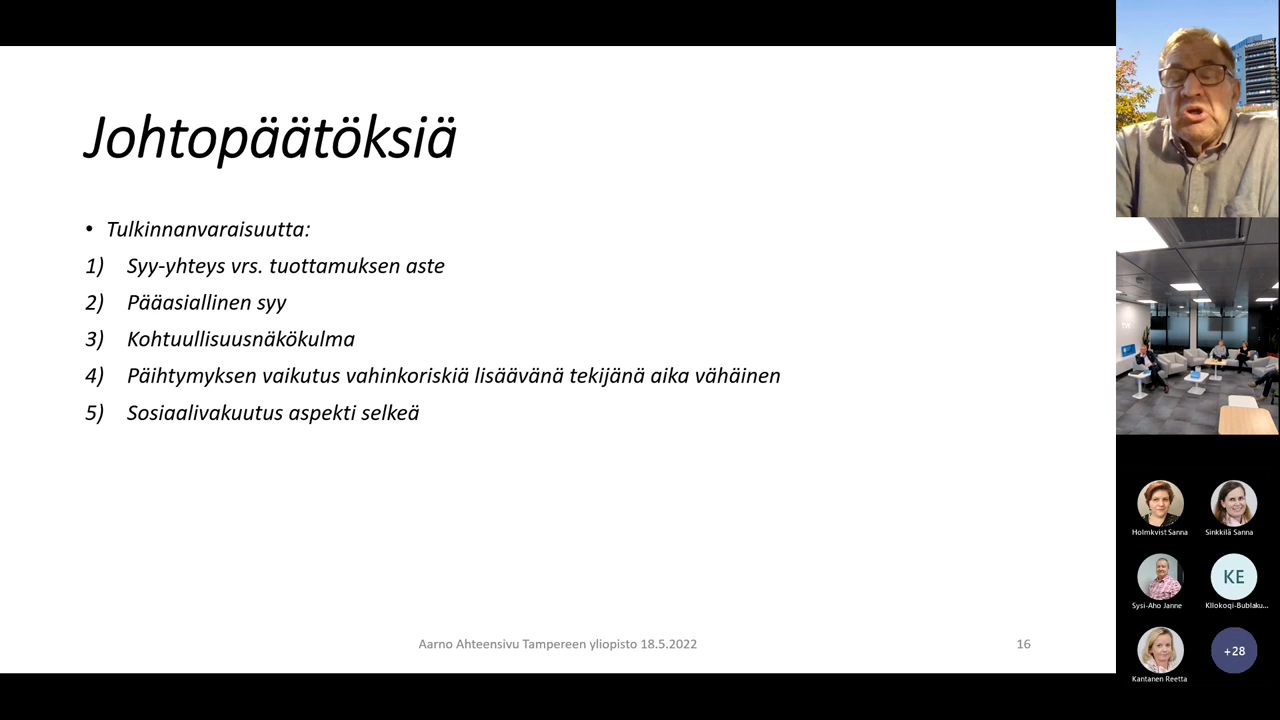 Johtopäätöksiä
• Tulkinnanvaraisuutta:
1) Syy-yhteys vrs. tuottamuksen aste
2) Pääasiallinen syy
3) Kohtuullisuusnäkökulma
4) Päihtymyksen vaikutus vahinkoriskiä lisäävänä tekijänä aika vähäinen
5) Sosiaalivakuutus aspekti selkeä
Aarno Ahteensivu Tampereen yliopisto 18.5.2022
16
Holmkvist Sanna
Sinkkilä Sanna
Sysi-Aho Janne
KE
Kllokoqi-Bublaku...
Kantanen Reetta
+28